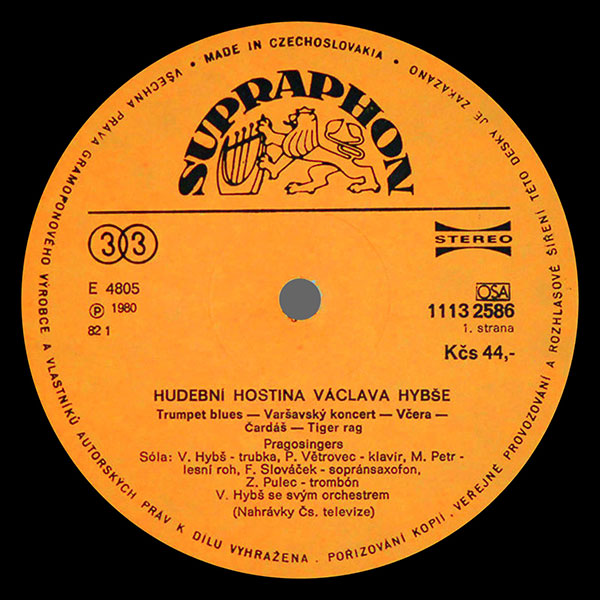 VŠECHNA PRÁVA GRAMOFONOVÉHO VÝROBCE A VLASTNÍKŮ AUTORSKÝCH PRÁV K DÍLU VYHRAŽENA . POŘIZOVÁNÍ KOPIÍ . VEŘEJNÉ PROVOZOVÁNÍ A ROZHLASOVÉ ŠÍŘENÍ TÉTO DESKY JE ZAKÁZÁNO
• MADE IN CZECHOSLOVAKIA •
SUPRAPHON
33
STEREO
E 4805
OSA
Ⓟ 1980
1113 2586
82 1
1. strana
Kčs 44,-
HUDEBNÍ HOSTINA VÁCLAVA HYBŠE
Trumpet blues — Varšavský koncert — Včera —
Čardáš — Tiger rag
Pragosingers
Sóla: V. Hybš - trubka, P. Větrovec - klavír, M. Petr -
lesní roh, F. Slováček - sopránsaxofon,
Z. Pulec - trombón
V. Hybš se svým orchestrem
(Nahrávky Čs. televize)